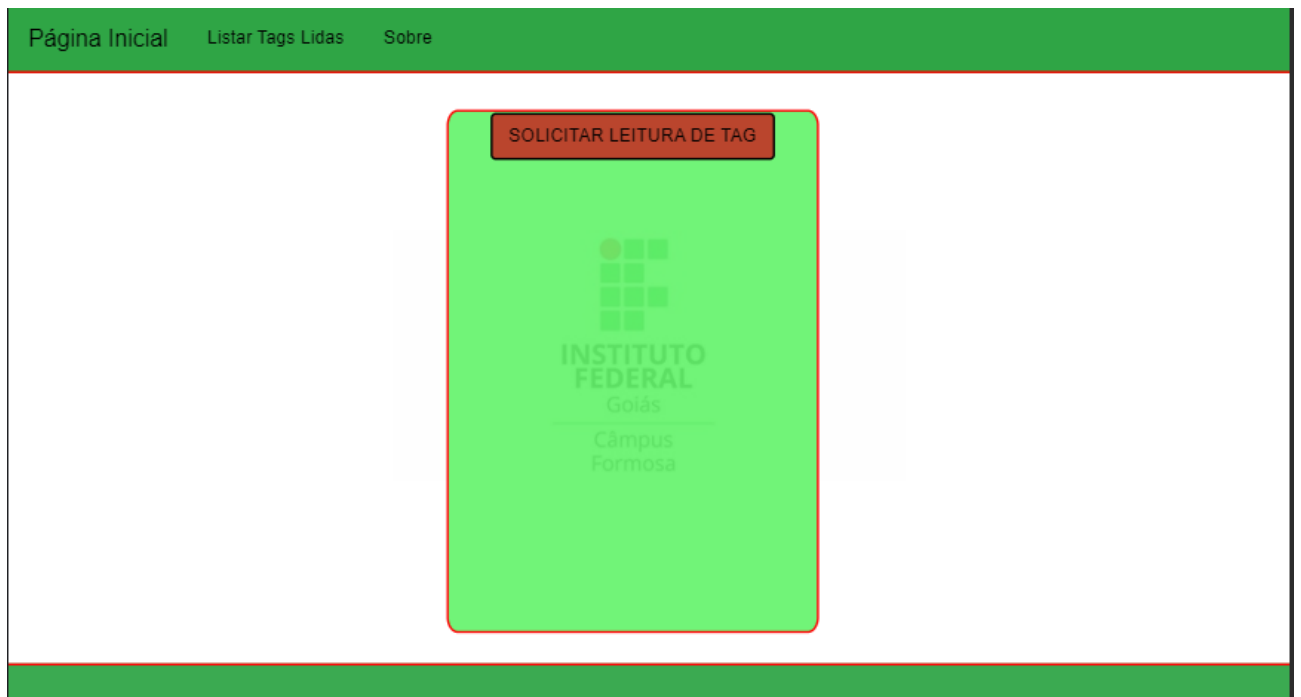 Página Inicial Listar Tags Lidas Sobre
SOLICITAR LEITURA DE TAG
INSTITUTO
FEDERAL
Goiás
Câmpus
Formosa